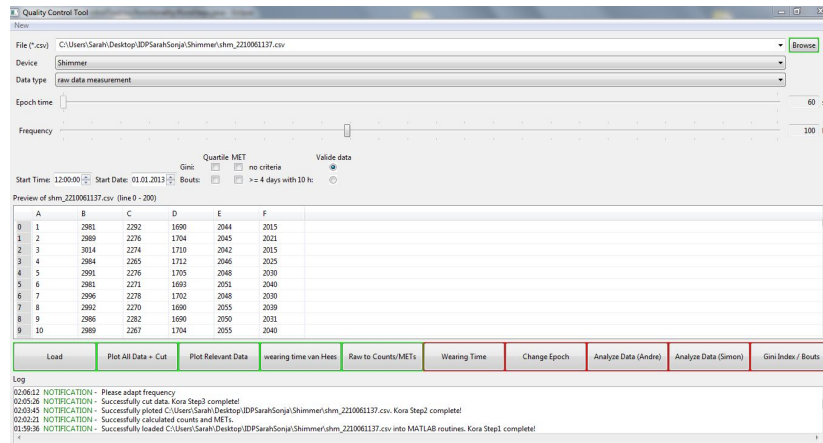 Quality Control Tool
New
File (*.csv) C:\Users\Sarah\Desktop\IDPSarahSonja\Shimmer\shm_2210061137.csv Browse
Device Shimmer
Data type raw data measurement
Epoch time 60
Frequency 100
Quartile MET Valide data
Gini: no criteria
Start Time: 12:00:00 Start Date: 01.01.2013 Bouts: >= 4 days with 10 h:
Preview of shm_2210061137.csv (line 0 - 200)
A B C D E F
0 1 2981 2292 1690 2044 2015
1 2 2989 2276 1704 2045 2021
2 3 3014 2274 1710 2042 2015
3 4 2984 2265 1712 2046 2025
4 5 2991 2276 1705 2048 2030
5 6 2981 2271 1693 2051 2040
6 7 2996 2278 1702 2048 2030
7 8 2992 2270 1690 2055 2039
8 9 2986 2282 1690 2050 2031
9 10 2989 2267 1704 2055 2040
Load Plot All Data + Cut Plot Relevant Data wearing time van Hees Raw to Counts/METs Wearing Time Change Epoch Analyze Data (Andre) Analyze Data (Simon) Gini Index / Bouts
Log
02:06:12 NOTIFICATION - Please adapt frequency
02:05:26 NOTIFICATION - Successfully cut data. Kora Step3 complete!
02:03:45 NOTIFICATION - Successfully ploted C:\Users\Sarah\Desktop\IDPSarahSonja\Shimmer\shm_2210061137.csv. Kora Step2 complete!
02:02:21 NOTIFICATION - Successfully calculated counts and METs.
01:59:36 NOTIFICATION - Successfully loaded C:\Users\Sarah\Desktop\IDPSarahSonja\Shimmer\shm_2210061137.csv into MATLAB routines. Kora Step1 complete!